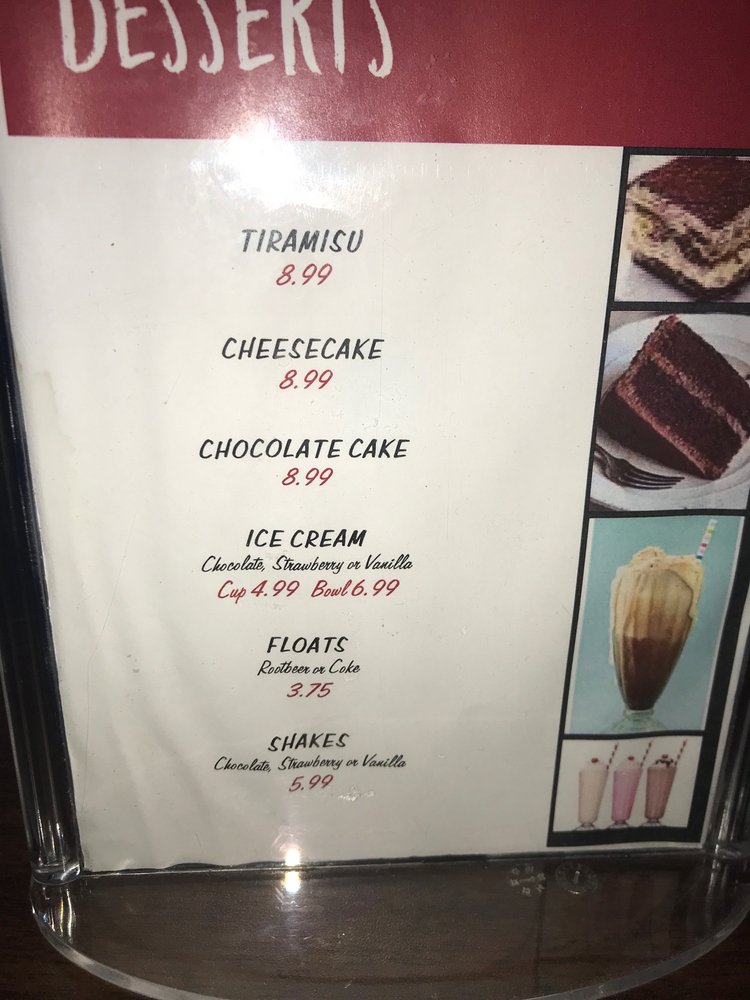 DESSERTS
TIRAMISU
8.99
CHEESECAKE
8.99
CHOCOLATE CAKE
8.99
ICE CREAM
Chocolate, Strawberry or Vanilla
Cup 4.99 Bowl 6.99
FLOATS
Rootbeer or Coke
3.75
SHAKES
Chocolate, Strawberry or Vanilla
5.99